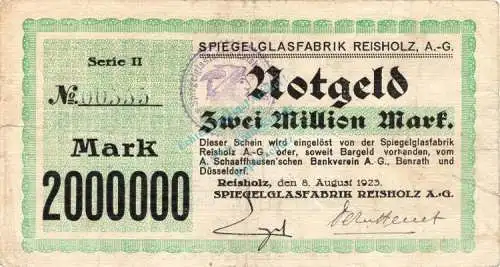 SPIEGELGLASFABRIK REISHOLZ, A.-G.
Serie II
Notgeld
No. 00555
Zwei Million Mark.
Mark
2000000
Dieser Schein wird eingelöst von der Spiegelglasfabrik
Reisholz A.-G. oder, soweit Bargeld vorhanden, vom
A. Schaaffhausen'schen Bankverein A. G., Benrath und
Düsseldorf.
Reisholz, den 8. August 1923.
SPIEGELGLASFABRIK REISHOLZ A.-G.